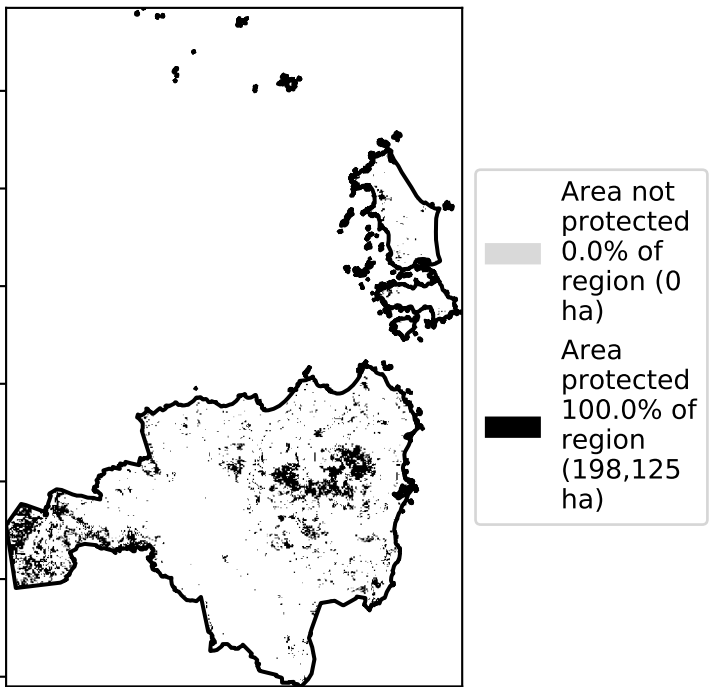 Area not
protected
0.0% of
region (0
ha)
Area
protected
100.0% of
region
(198,125
ha)